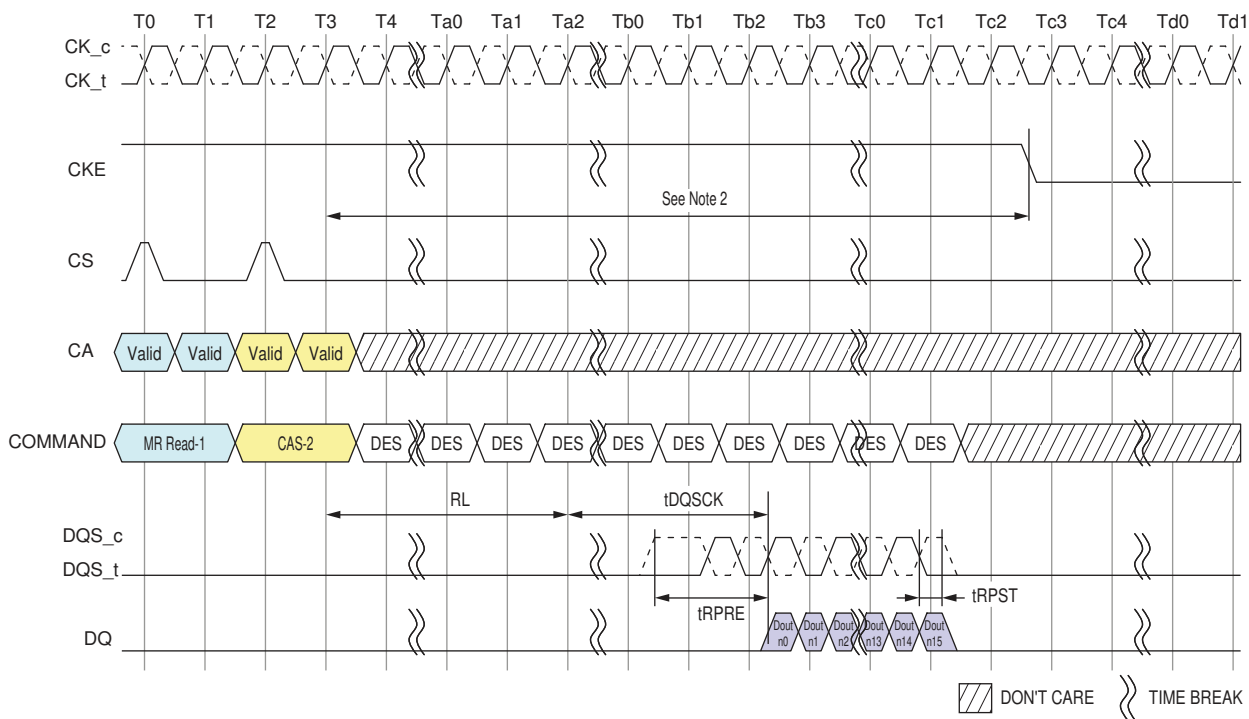 T0 T1 T2 T3 T4 Ta0 Ta1 Ta2 Tb0 Tb1 Tb2 Tb3 Tc0 Tc1 Tc2 Tc3 Tc4 Td0 Td1
CK_c
CK_t
CKE
See Note 2
CS
CA Valid Valid Valid Valid
COMMAND MR Read-1 CAS-2 DES DES DES DES DES DES DES DES DES DES
RL tDQSCK
DQS_c
DQS_t
tRPRE tRPST
DQ Dout n0 Dout n1 Dout n2 Dout n13 Dout n14 Dout n15
DON'T CARE TIME BREAK